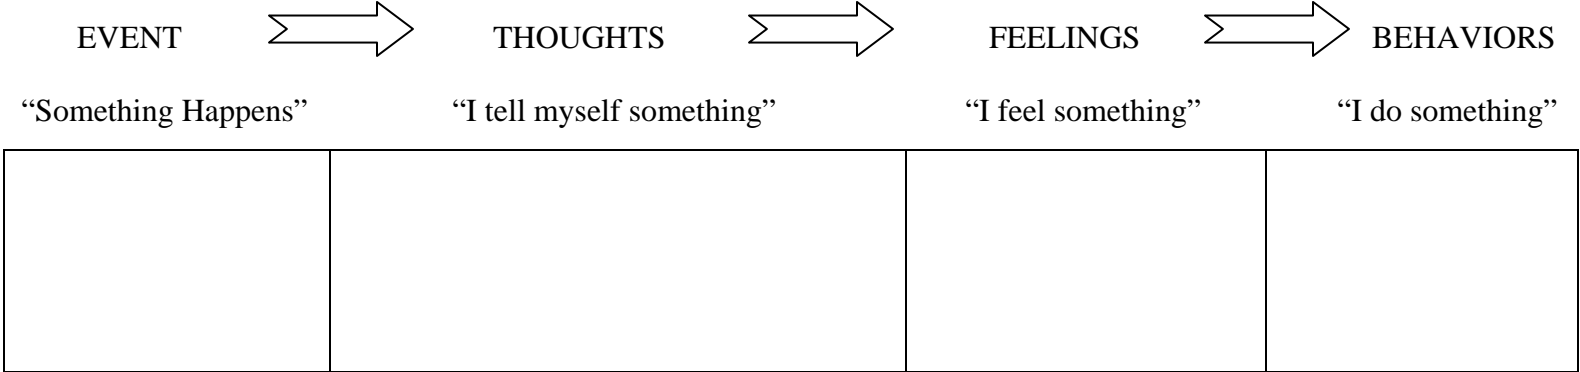 EVENT THOUGHTS FEELINGS BEHAVIORS
“Something Happens” “I tell myself something” “I feel something” “I do something”